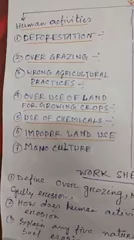 Human activities
① DEFORESTATION -:
② OVER GRAZING -:
③ WRONG AGRICULTURAL
PRACTICES -:
④ OVER USE OF LAND
FOR GROWING CROPS -:
⑤ USE OF CHEMICALS -:
⑥ IMPROPER LAND USE
⑦ MONO CULTURE
WORK SHE
① Define over grazing,
erosion
② How does human
erosion
③ Explain any five